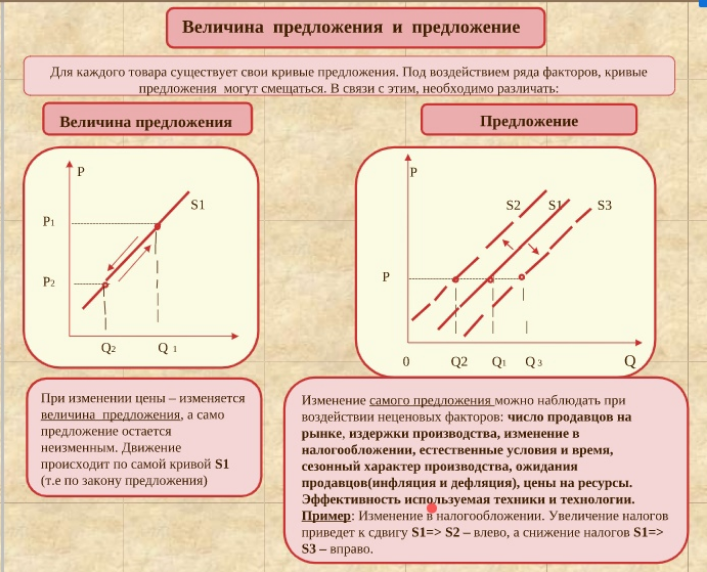 Величина предложения и предложение
Для каждого товара существует свои кривые предложения. Под воздействием ряда факторов, кривые
предложения могут смещаться. В связи с этим, необходимо различать:
Величина предложения
Предложение
P
S1
P1
P2
Q2
Q 1
P
S2
S1
S3
P
0
Q2
Q1
Q 3
Q
При изменении цены – изменяется
величина предложения, а само
предложение остается
неизменным. Движение
происходит по самой кривой S1
(т.е по закону предложения)
Изменение самого предложения можно наблюдать при
воздействии неценовых факторов: число продавцов на
рынке, издержки производства, изменение в
налогообложении, естественные условия и время,
сезонный характер производства, ожидания
продавцов(инфляция и дефляция), цены на ресурсы.
Эффективность используемая техники и технологии.
Пример: Изменение в налогообложении. Увеличение налогов
приведет к сдвигу S1=> S2 – влево, а снижение налогов S1=>
S3 – вправо.